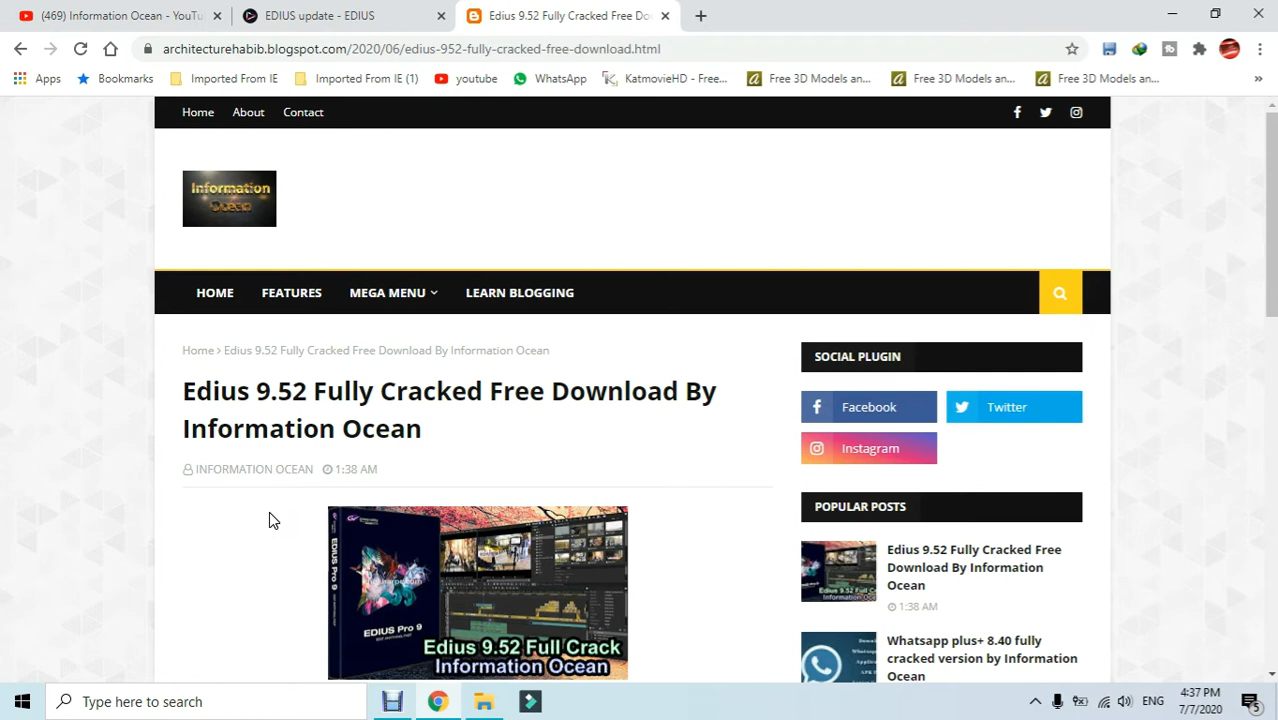 (469) Information Ocean - YouTu
EDIUS update - EDIUS
Edius 9.52 Fully Cracked Free Do
architecturehabib.blogspot.com/2020/06/edius-952-fully-cracked-free-download.html
Apps
Bookmarks
Imported From IE
Imported From IE (1)
youtube
WhatsApp
KatmovieHD - Free...
Free 3D Models an...
Free 3D Models an...
Free 3D Models an...
Home
About
Contact
Information
Ocean
HOME
FEATURES
MEGA MENU
LEARN BLOGGING
Home > Edius 9.52 Fully Cracked Free Download By Information Ocean
Edius 9.52 Fully Cracked Free Download By
Information Ocean
INFORMATION OCEAN
1:38 AM
EDIUS Pro 9
EDIUS Pro 9
Edius 9.52 Full Crack
Information Ocean
SOCIAL PLUGIN
Facebook
Twitter
Instagram
POPULAR POSTS
Edius 9.52 Fully Cracked Free
Download By Information
Ocean
1:38 AM
Whatsapp plus+ 8.40 fully
cracked version by Information
Ocean
Type here to search
ENG
4:37 PM
7/7/2020
5